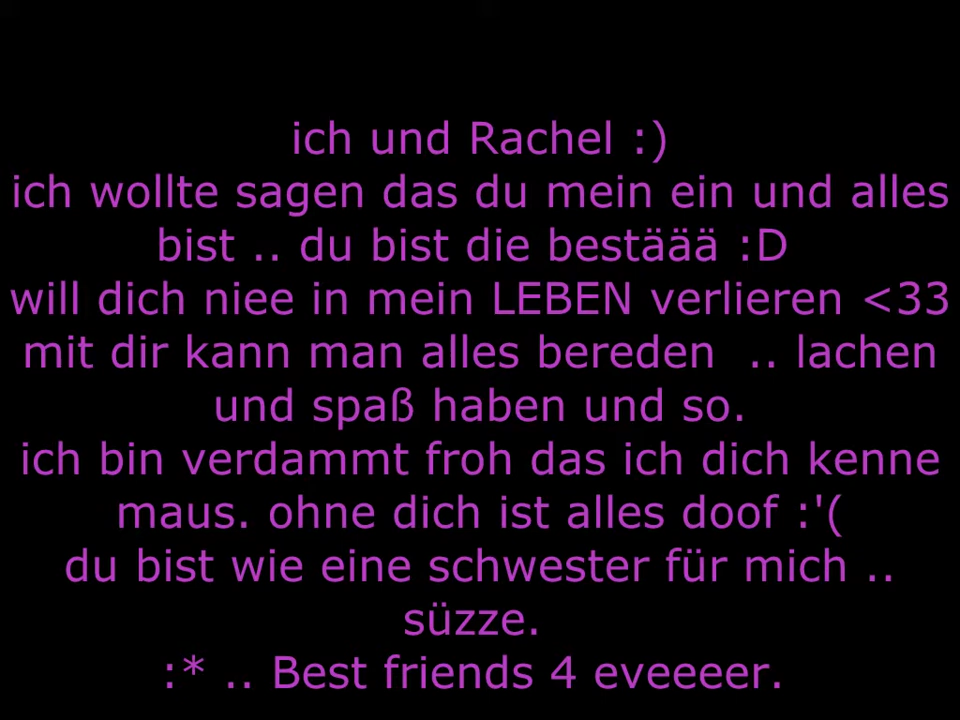 ich und Rachel :)
ich wollte sagen das du mein ein und alles
bist .. du bist die bestäää :D
will dich niee in mein LEBEN verlieren <33
mit dir kann man alles bereden  .. lachen
und spaß haben und so.
ich bin verdammt froh das ich dich kenne
maus. ohne dich ist alles doof :'(
du bist wie eine schwester für mich ..
süzze.
:* .. Best friends 4 eveeeer.